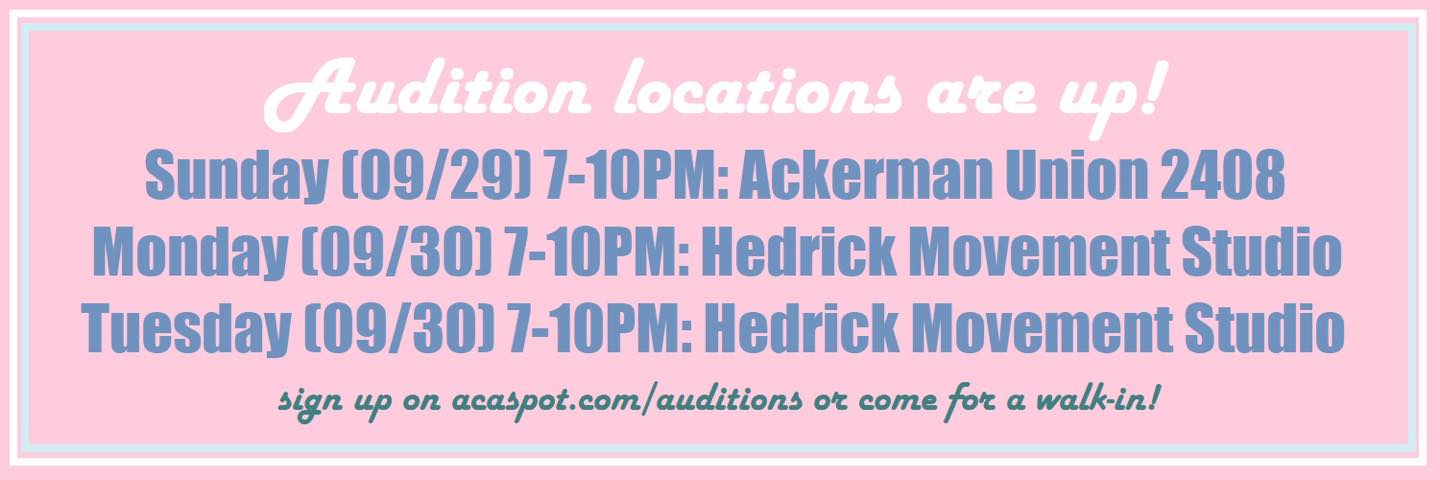 Audition locations are up!
Sunday (09/29) 7-10PM: Ackerman Union 2408
Monday (09/30) 7-10PM: Hedrick Movement Studio
Tuesday (09/30) 7-10PM: Hedrick Movement Studio
sign up on acaspot.com/auditions or come for a walk-in!